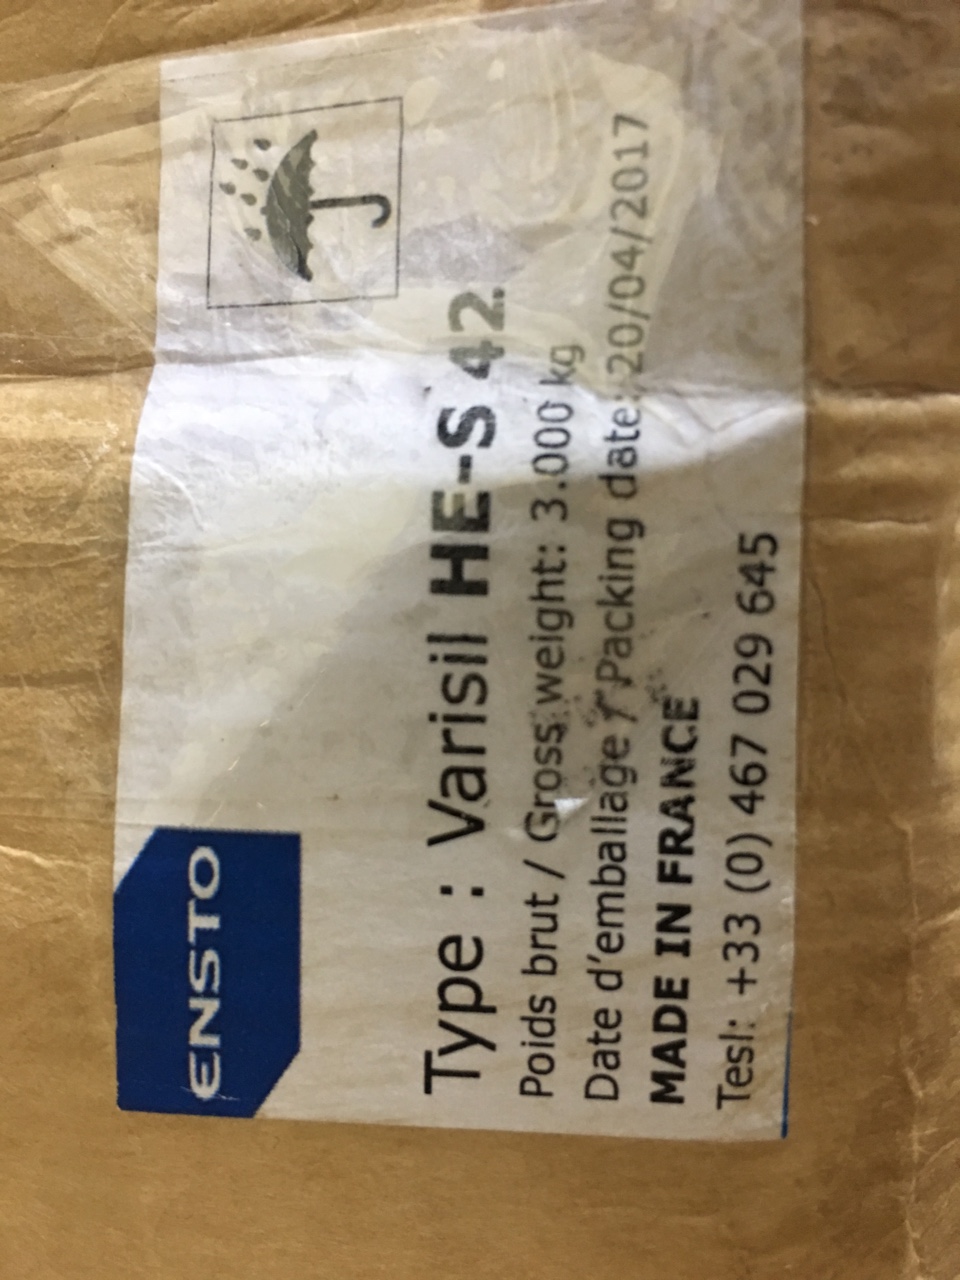 ENSTO
Type : Varisil HE-S 42
Poids brut / Gross weight: 3.000 kg
Date d'emballage / Packing date: 20/04/2017
MADE IN FRANCE
Tesl: +33 (0) 467 029 645